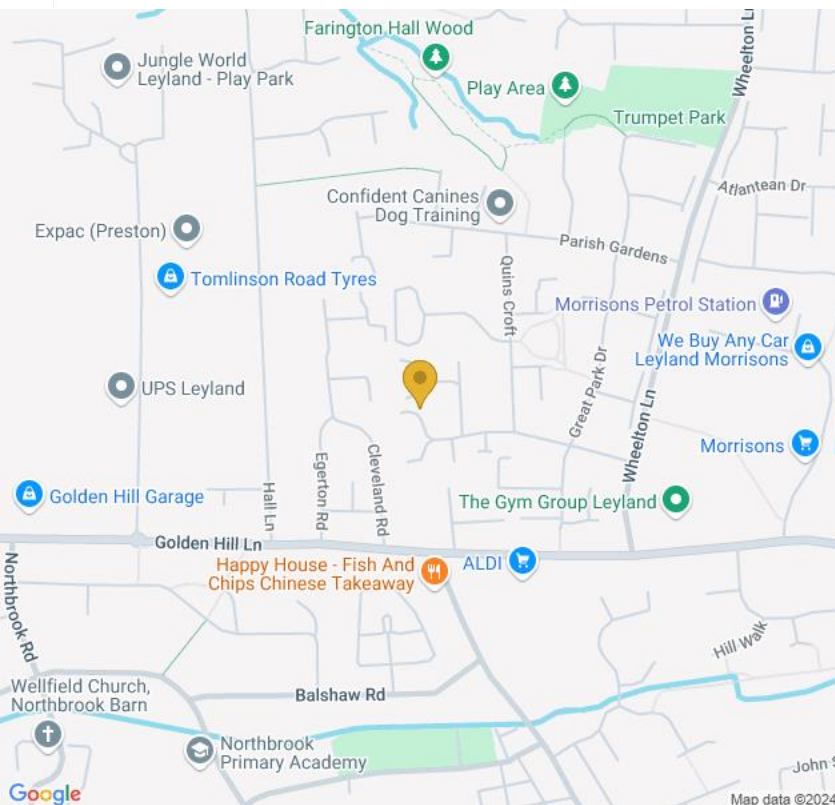 Farington Hall Wood
Wheelton Ln
Jungle World
Leyland - Play Park
Play Area
Trumpet Park
Confident Canines
Dog Training
Atlantean Dr
Expac (Preston)
Parish Gardens
Quins Croft
Tomlinson Road Tyres
Morrisons Petrol Station
We Buy Any Car
Leyland Morrisons
Great Park Dr
UPS Leyland
Wheelton Ln
Morrisons
Cleveland Rd
Egerton Rd
Hall Ln
Golden Hill Garage
The Gym Group Leyland
Golden Hill Ln
Happy House - Fish And
Chips Chinese Takeaway
ALDI
Northbrook Rd
Hill Walk
Wellfield Church,
Northbrook Barn
Balshaw Rd
Northbrook
Primary Academy
John S
Google
Map data ©2024